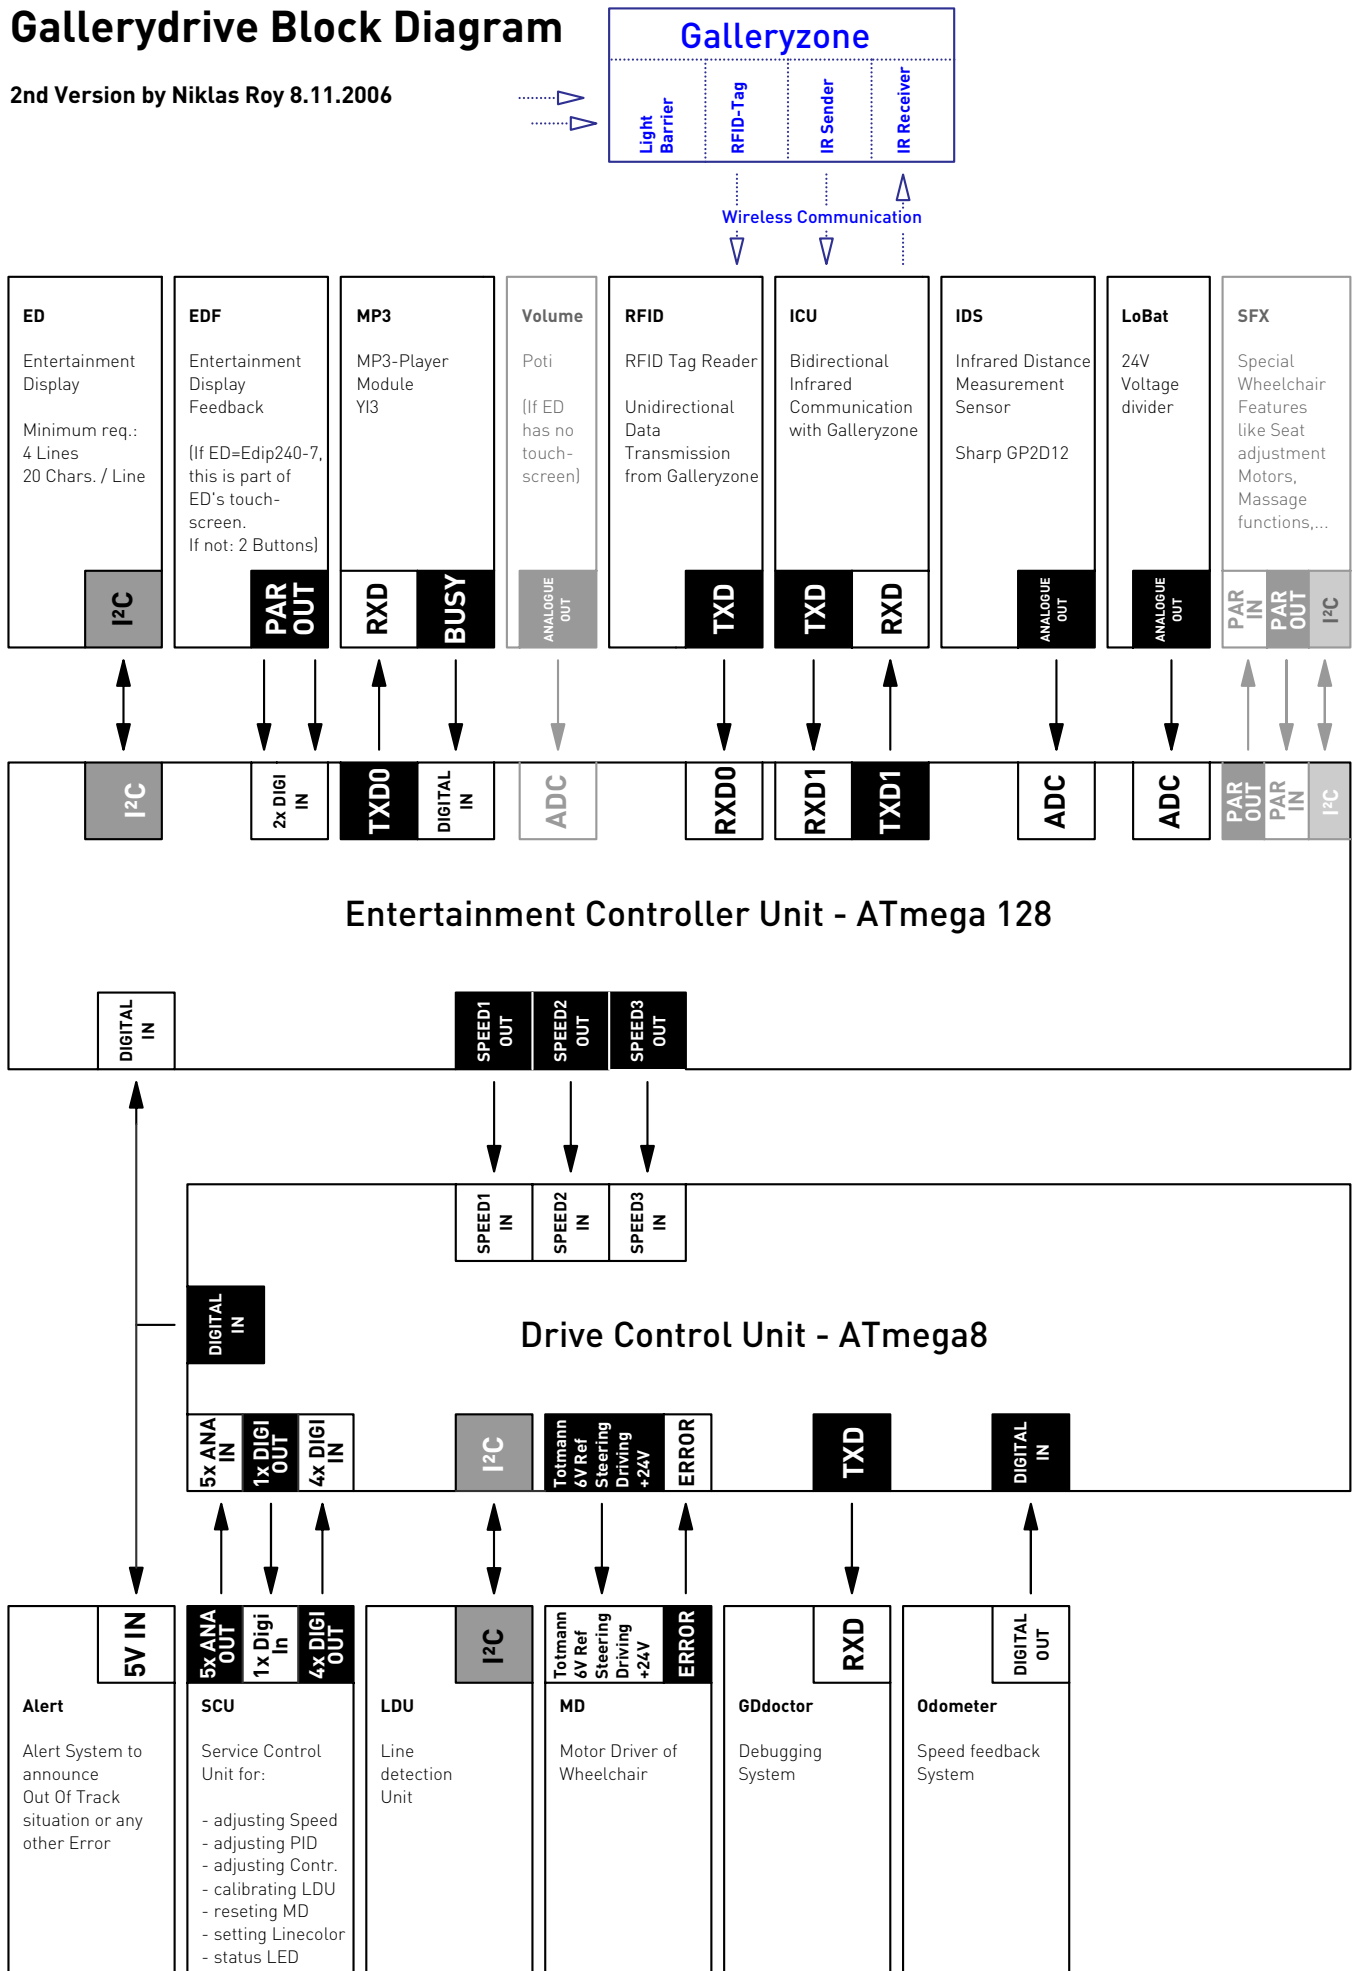 Gallerydrive Block Diagram
2nd Version by Niklas Roy 8.11.2006
Galleryzone
Light
Barrier
RFID-Tag
IR Sender
IR Receiver
Wireless Communication
ED
Entertainment
Display
Minimum req.:
4 Lines
20 Chars. / Line
I²C
EDF
Entertainment
Display
Feedback
(If ED=Edip240-7,
this is part of
ED's touch-
screen.
If not: 2 Buttons)
PAR
OUT
MP3
MP3-Player
Module
YI3
RXD
BUSY
Volume
Poti
(If ED
has no
touch-
screen)
ANALOGUE
OUT
RFID
RFID Tag Reader
Unidirectional
Data
Transmission
from Galleryzone
TXD
ICU
Bidirectional
Infrared
Communication
with Galleryzone
TXD
RXD
IDS
Infrared Distance
Measurement
Sensor
Sharp GP2D12
ANALOGUE
OUT
LoBat
24V
Voltage
divider
ANALOGUE
OUT
SFX
Special
Wheelchair
Features
like Seat
adjustment
Motors,
Massage
functions,...
PAR
IN
PAR
OUT
I²C
I²C
2x DIGI
IN
TXD0
DIGITAL
IN
ADC
RXD0
RXD1
TXD1
ADC
ADC
PAR
OUT
PAR
IN
I²C
Entertainment Controller Unit - ATmega 128
DIGITAL
IN
SPEED1
OUT
SPEED2
OUT
SPEED3
OUT
SPEED1
IN
SPEED2
IN
SPEED3
IN
DIGITAL
IN
Drive Control Unit - ATmega8
5x ANA
IN
1x DIGI
OUT
4x DIGI
IN
I²C
Totmann
6V Ref
Steering
Driving
+24V
ERROR
TXD
DIGITAL
IN
5V IN
Alert
Alert System to
announce
Out Of Track
situation or any
other Error
5x ANA
OUT
1x Digi
In
4x DIGI
OUT
SCU
Service Control
Unit for:
- adjusting Speed
- adjusting PID
- adjusting Contr.
- calibrating LDU
- reseting MD
- setting Linecolor
- status LED
I²C
LDU
Line
detection
Unit
Totmann
6V Ref
Steering
Driving
+24V
ERROR
MD
Motor Driver of
Wheelchair
RXD
GDdoctor
Debugging
System
DIGITAL
OUT
Odometer
Speed feedback
System